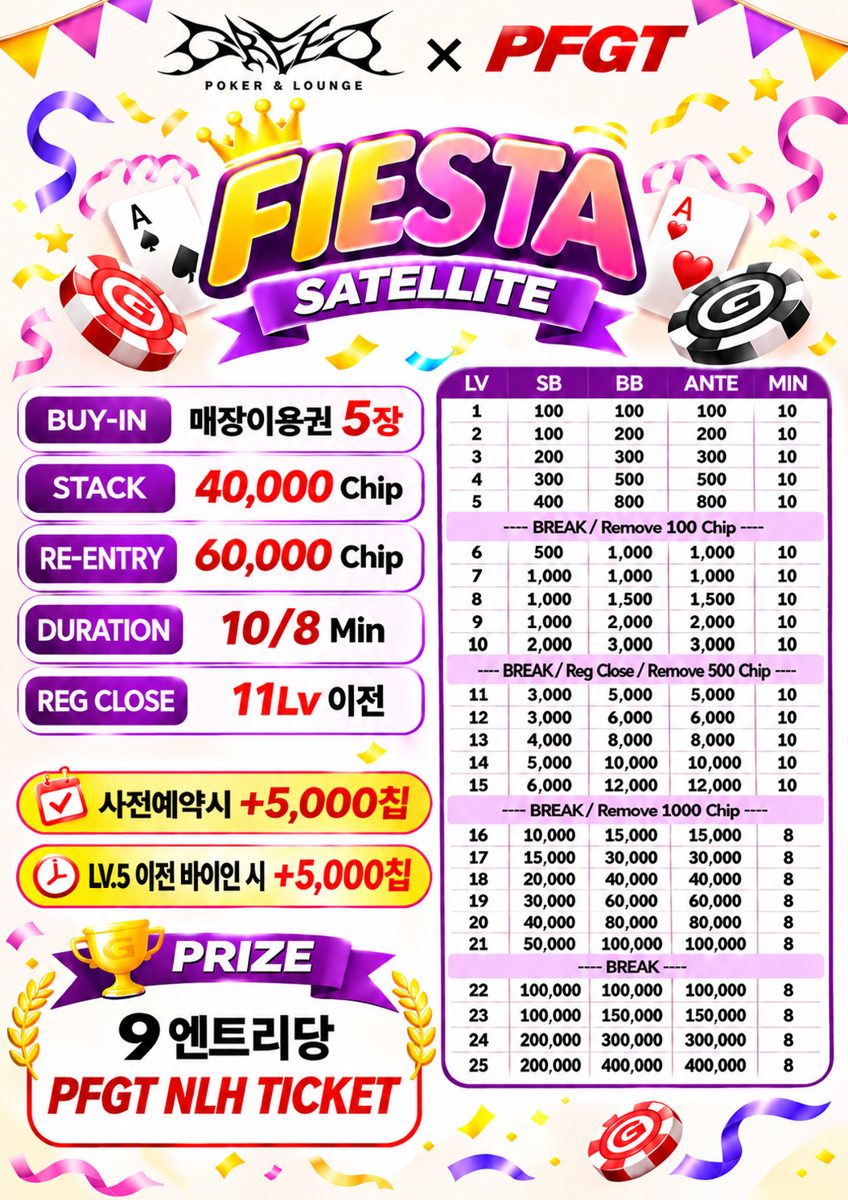 GREED
POKER & LOUNGE
×
PFGT
A
A
G
G
FIESTA
SATELLITE
BUY-IN 매장이용권 5장
STACK 40,000 Chip
RE-ENTRY 60,000 Chip
DURATION 10/8 Min
REG CLOSE 11Lv 이전
사전예약시 +5,000칩
LV.5 이전 바이인 시 +5,000칩
G
PRIZE
9 엔트리당
PFGT NLH TICKET
LV SB BB ANTE MIN
1 100 100 100 10
2 100 200 200 10
3 200 300 300 10
4 300 500 500 10
5 400 800 800 10
---- BREAK / Remove 100 Chip ----
6 500 1,000 1,000 10
7 1,000 1,000 1,000 10
8 1,000 1,500 1,500 10
9 1,000 2,000 2,000 10
10 2,000 3,000 3,000 10
---- BREAK / Reg Close / Remove 500 Chip ----
11 3,000 5,000 5,000 10
12 3,000 6,000 6,000 10
13 4,000 8,000 8,000 10
14 5,000 10,000 10,000 10
15 6,000 12,000 12,000 10
---- BREAK / Remove 1000 Chip ----
16 10,000 15,000 15,000 8
17 15,000 30,000 30,000 8
18 20,000 40,000 40,000 8
19 30,000 60,000 60,000 8
20 40,000 80,000 80,000 8
21 50,000 100,000 100,000 8
---- BREAK ----
22 100,000 100,000 100,000 8
23 100,000 150,000 150,000 8
24 200,000 300,000 300,000 8
25 200,000 400,000 400,000 8
G